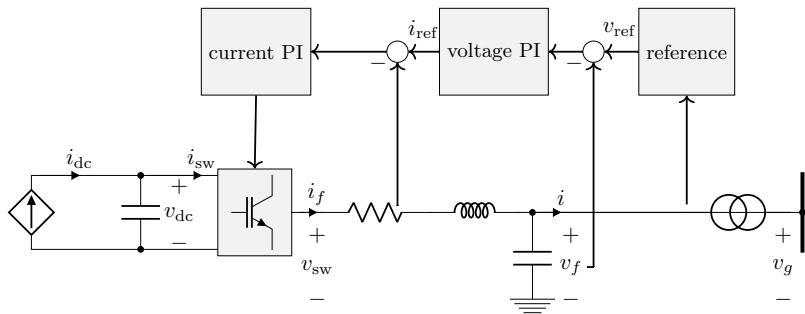 current PI
i_ref
voltage PI
v_ref
reference
−
−
i_dc
i_sw
+
v_dc
−
i_f
+
v_sw
−
i
+
v_f
−
+
v_g
−